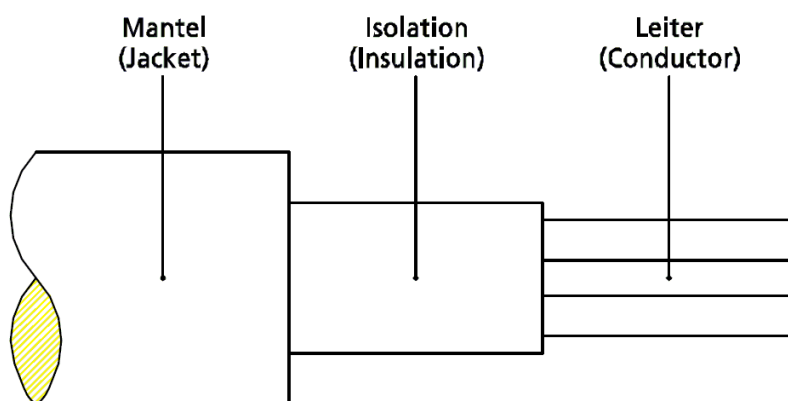 Mantel
(Jacket)
Isolation
(Insulation)
Leiter
(Conductor)